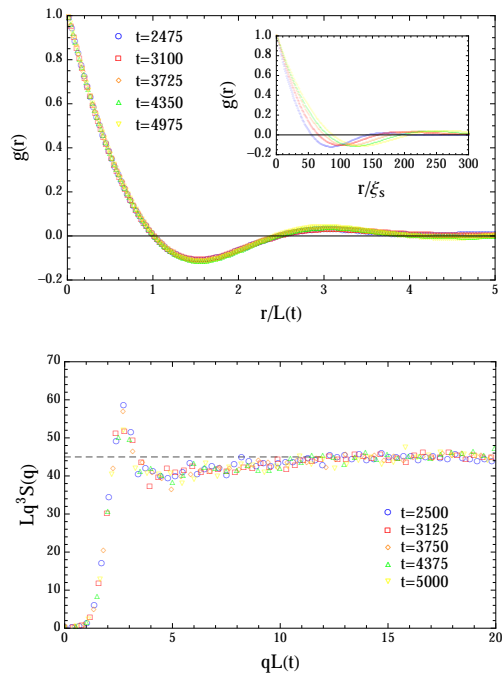 t=2475
t=3100
t=3725
t=4350
t=4975
g(r)
1.0
0.8
0.6
0.4
0.2
0.0
−0.2
0 1 2 3 4 5
r/L(t)
g(r)
1.0
0.8
0.6
0.4
0.2
0.0
−0.2
0 50 100 150 200 250 300
r/ξs
Lq³S(q)
70
60
50
40
30
20
10
0
t=2500
t=3125
t=3750
t=4375
t=5000
0 5 10 15 20
qL(t)